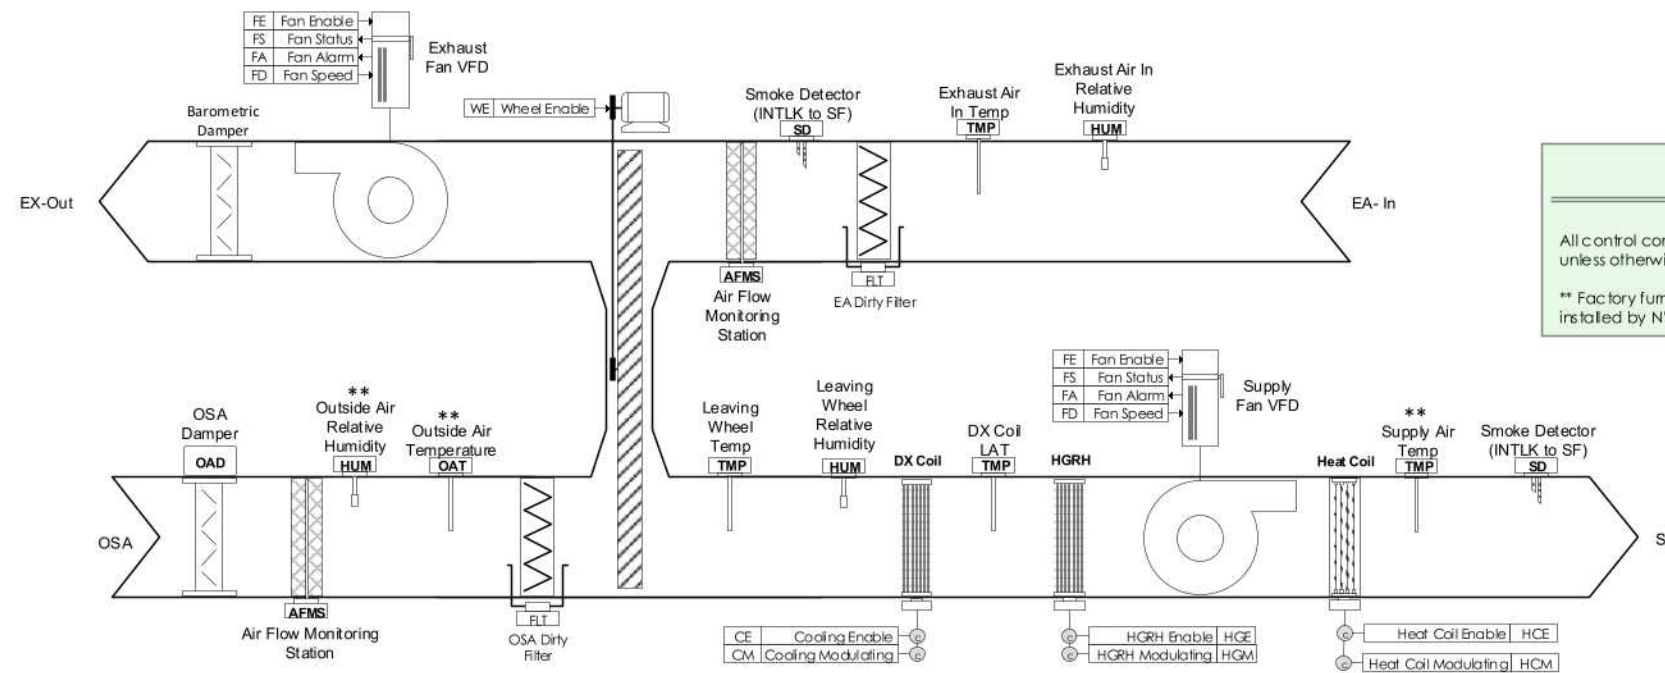 FE Fan Enable
FS Fan Status
FA Fan Alarm
FD Fan Speed
Exhaust
Fan VFD
WE Wheel Enable
Barometric
Damper
Smoke Detector
(INTLK to SF)
SD
Exhaust Air
In Temp
TMP
Exhaust Air In
Relative
Humidity
HUM
EX-Out
EA- In
AFMS
Air Flow
Monitoring
Station
FLT
EA Dirty Filter
All control
unless
** Factory
installed by
FE Fan Enable
FS Fan Status
FA Fan Alarm
FD Fan Speed
Supply
Fan VFD
OSA
Damper
OAD
**
Outside Air
Relative
Humidity
HUM
**
Outside Air
Temperature
OAT
Leaving
Wheel
Temp
TMP
Leaving
Wheel
Relative
Humidity
HUM
DX Coil
DX Coil
LAT
TMP
HGRH
Heat Coil
**
Supply Air
Temp
TMP
Smoke Detector
(INTLK to SF)
SD
OSA
S
AFMS
Air Flow Monitoring
Station
FLT
OSA Dirty
Filter
CE Cooling Enable C
CM Cooling Modulating C
C HGRH Enable HGE
C HGRH Modulating HGM
C Heat Coil Enable HCE
C Heat Coil Modulating HCM